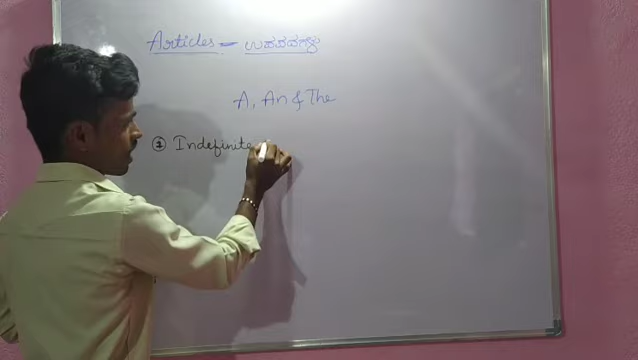 Articles - ಉಪಪದಗಳು
A, An & The
① Indefinite